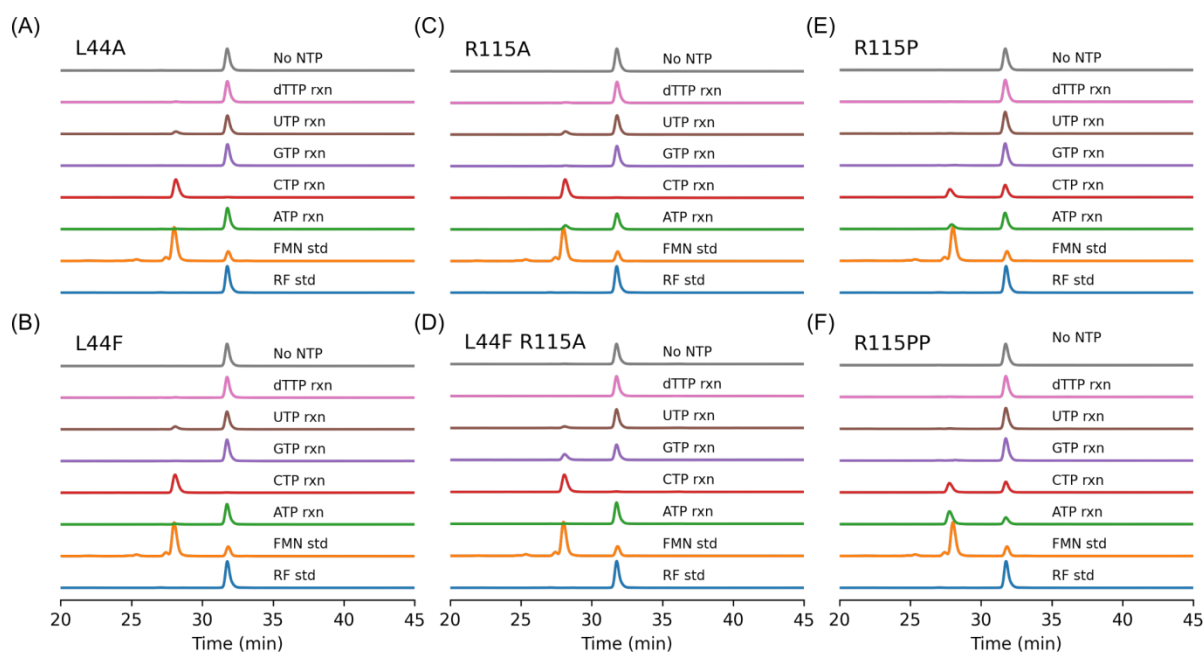 (A)
L44A
No NTP
dTTP rxn
UTP rxn
GTP rxn
CTP rxn
ATP rxn
FMN std
RF std
(B)
L44F
No NTP
dTTP rxn
UTP rxn
GTP rxn
CTP rxn
ATP rxn
FMN std
RF std
20 25 30 35 40 45
Time (min)
(C)
R115A
No NTP
dTTP rxn
UTP rxn
GTP rxn
CTP rxn
ATP rxn
FMN std
RF std
(D)
L44F R115A
No NTP
dTTP rxn
UTP rxn
GTP rxn
CTP rxn
ATP rxn
FMN std
RF std
20 25 30 35 40 45
Time (min)
(E)
R115P
No NTP
dTTP rxn
UTP rxn
GTP rxn
CTP rxn
ATP rxn
FMN std
RF std
(F)
R115PP
No NTP
dTTP rxn
UTP rxn
GTP rxn
CTP rxn
ATP rxn
FMN std
RF std
20 25 30 35 40 45
Time (min)